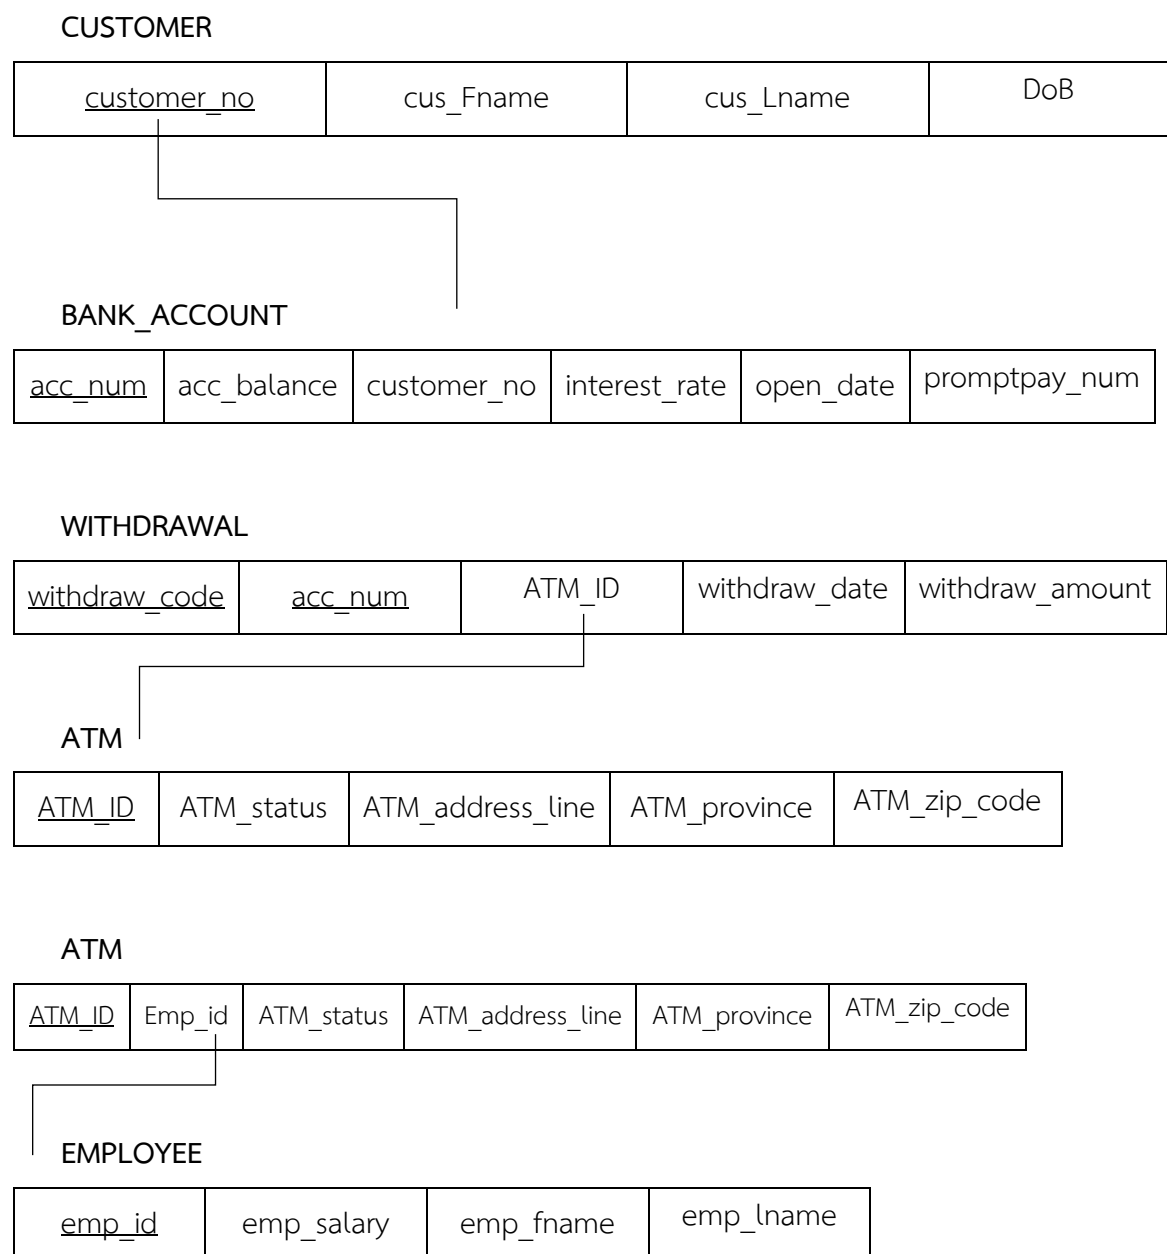 CUSTOMER
customer_no cus_Fname cus_Lname DoB
BANK_ACCOUNT
acc_num acc_balance customer_no interest_rate open_date promptpay_num
WITHDRAWAL
withdraw_code acc_num ATM_ID withdraw_date withdraw_amount
ATM
ATM_ID ATM_status ATM_address_line ATM_province ATM_zip_code
ATM
ATM_ID Emp_id ATM_status ATM_address_line ATM_province ATM_zip_code
EMPLOYEE
emp_id emp_salary emp_fname emp_lname